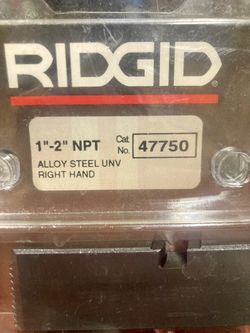 RIDGID®
1"-2" NPT Cat No. 47750
ALLOY STEEL UNV
RIGHT HAND